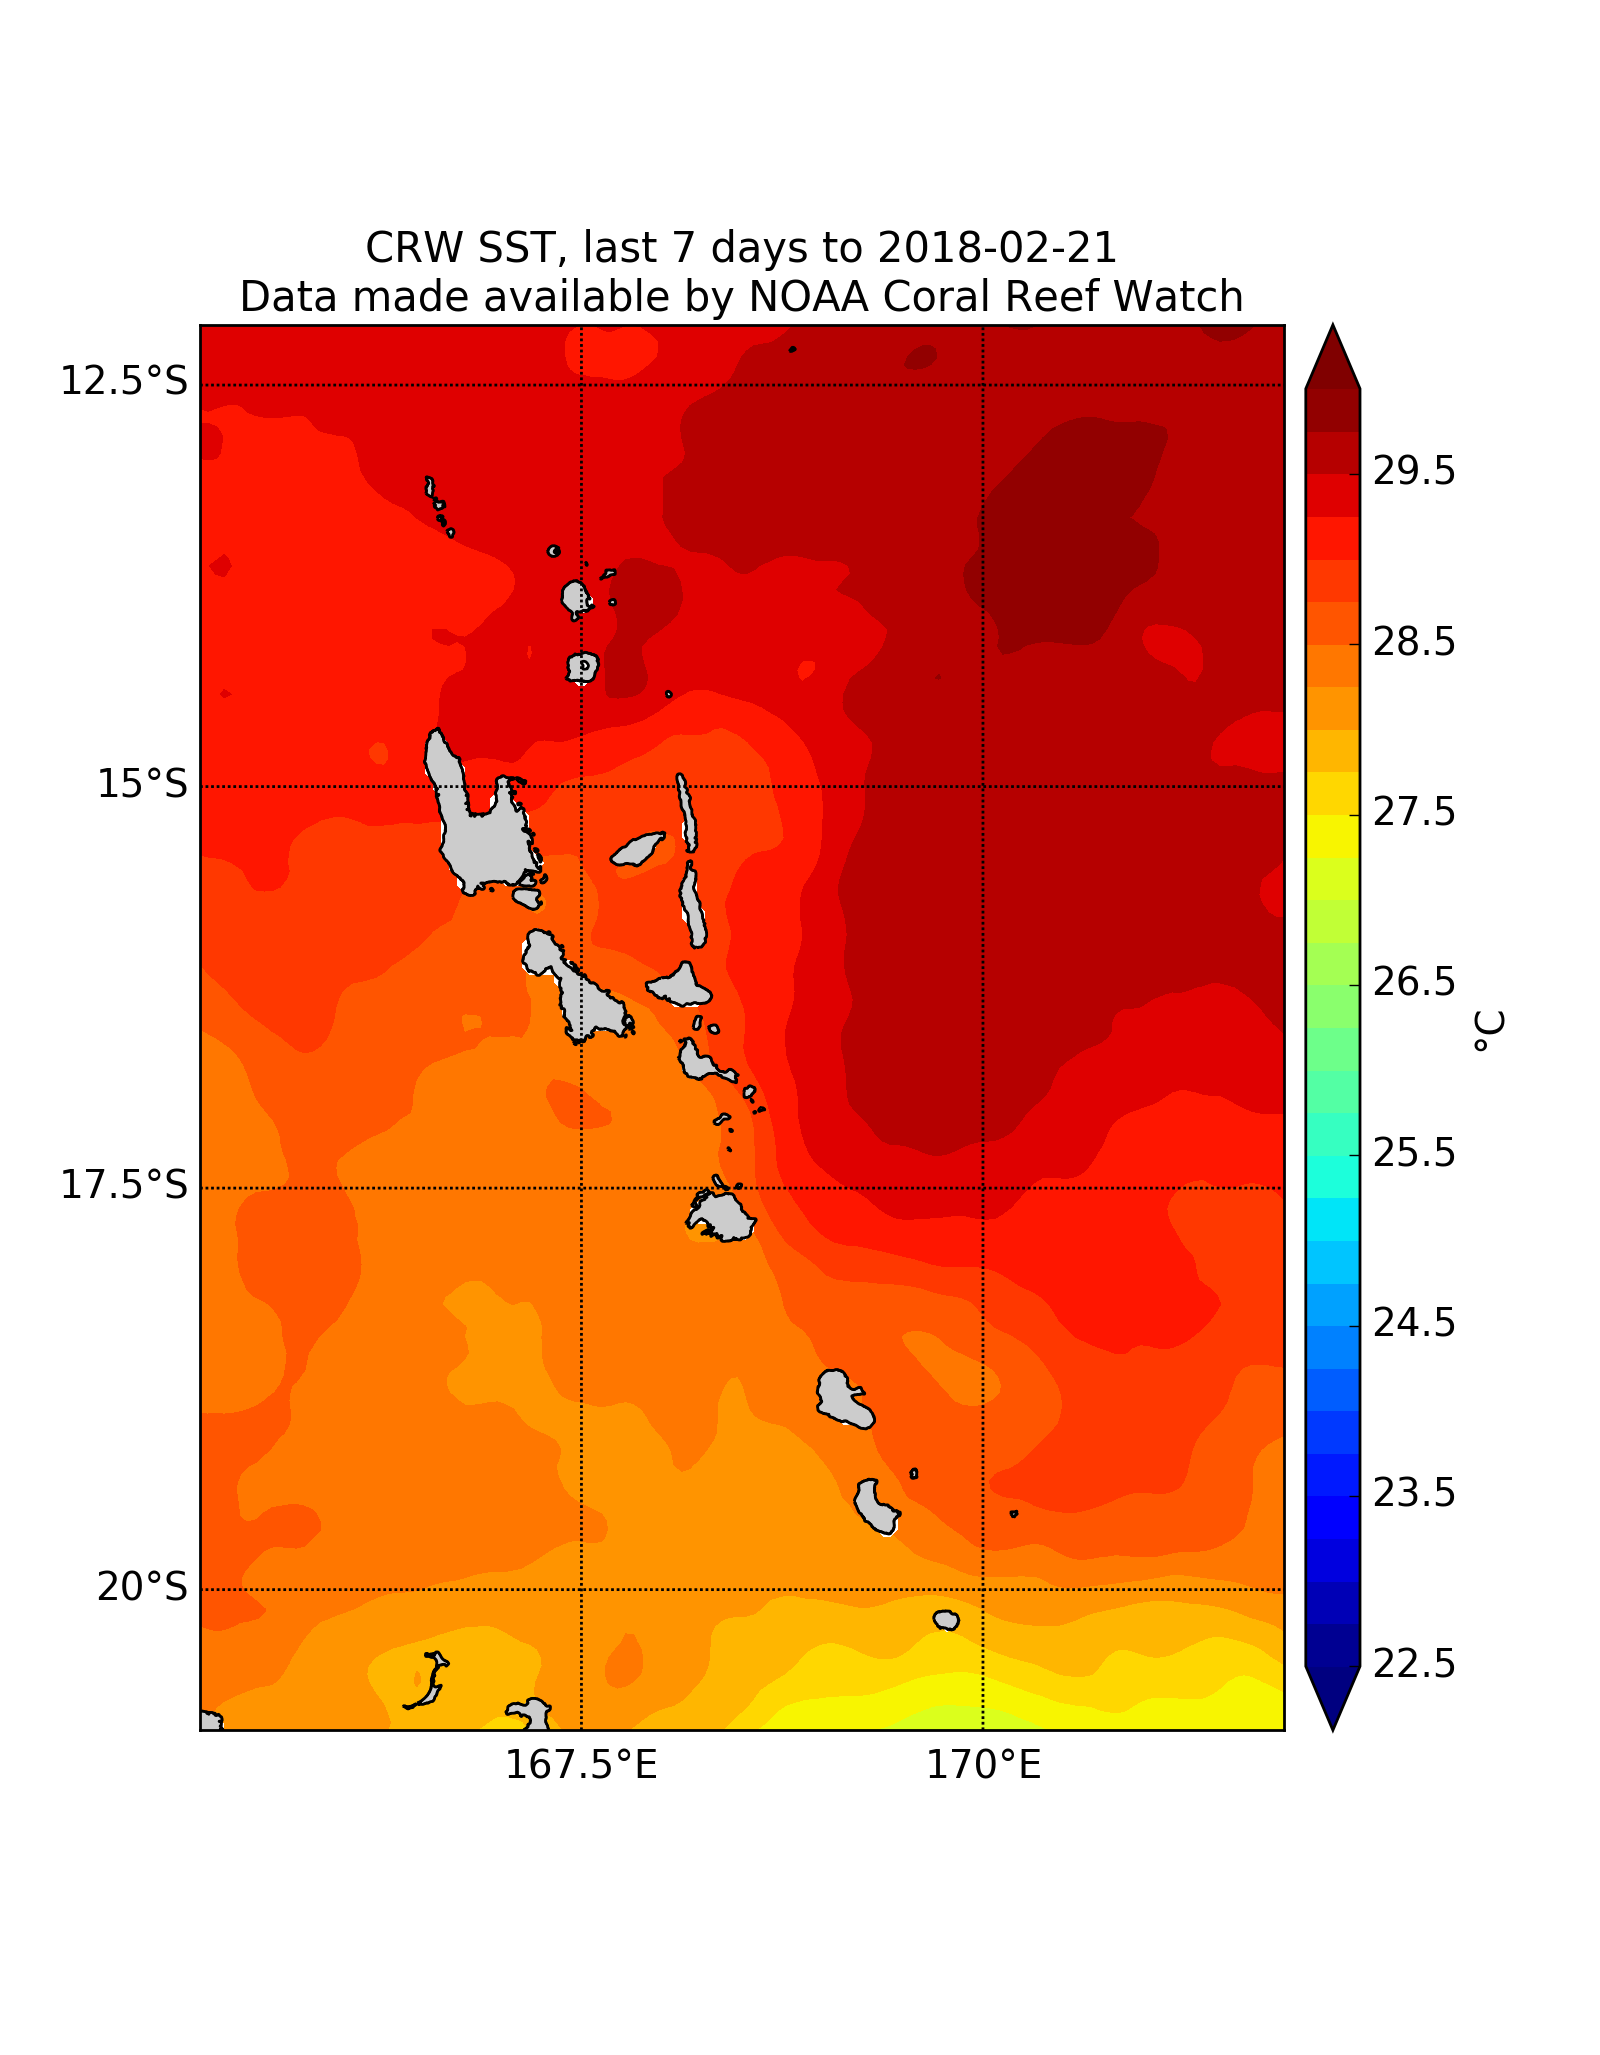 CRW SST, last 7 days to 2018-02-21
Data made available by NOAA Coral Reef Watch
12.5°S
15°S
17.5°S
20°S
167.5°E
170°E
29.5
28.5
27.5
26.5
25.5
24.5
23.5
22.5
°C